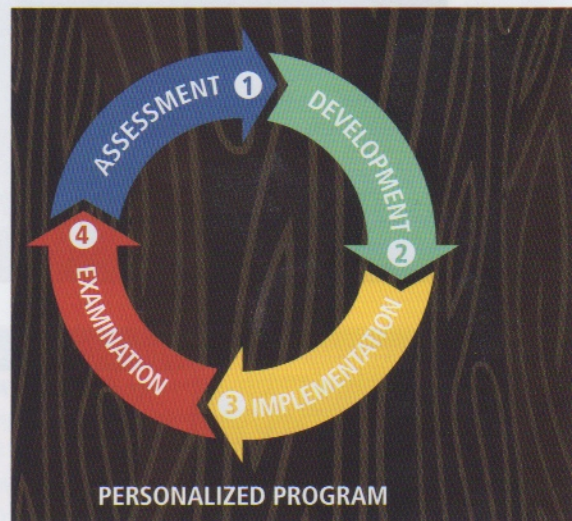 ASSESSMENT 1
DEVELOPMENT 2
3 IMPLEMENTATION
4 EXAMINATION
PERSONALIZED PROGRAM